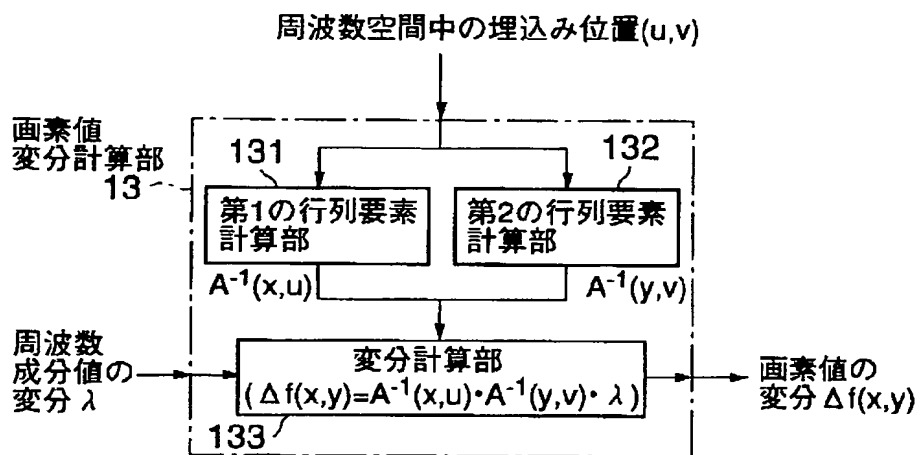 周波数空間中の埋込み位置(u,v)
画素値
変分計算部
13
131
132
第1の行列要素
計算部
第2の行列要素
計算部
A⁻¹(x,u)
A⁻¹(y,v)
周波数
成分値の
変分λ
変分計算部
(Δf(x,y)=A⁻¹(x,u)・A⁻¹(y,v)・λ)
133
画素値の
変分Δf(x,y)